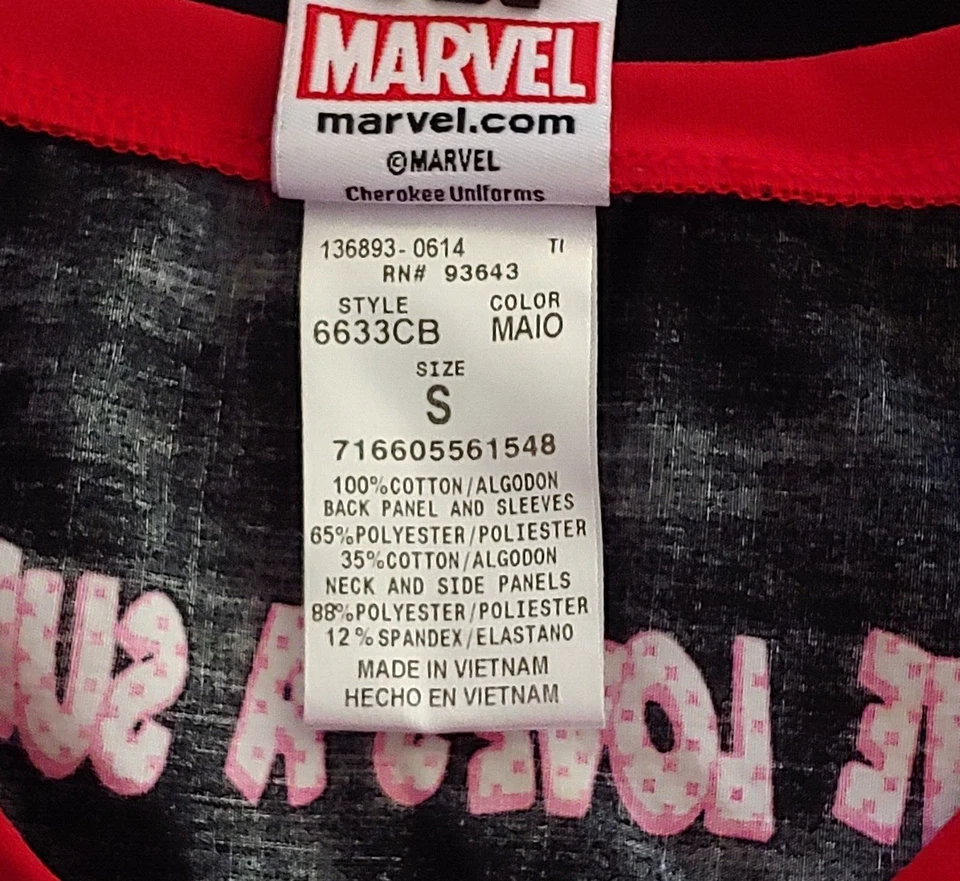 MARVEL
marvel.com
©MARVEL
Cherokee Uniforms
136893-0614 TI
RN# 93643
STYLE COLOR
6633CB MAIO
SIZE
S
716605561548
100%COTTON/ALGODON
BACK PANEL AND SLEEVES
65%POLYESTER/POLIESTER
35%COTTON/ALGODON
NECK AND SIDE PANELS
88%POLYESTER/POLIESTER
12%SPANDEX/ELASTANO
MADE IN VIETNAM
HECHO EN VIETNAM